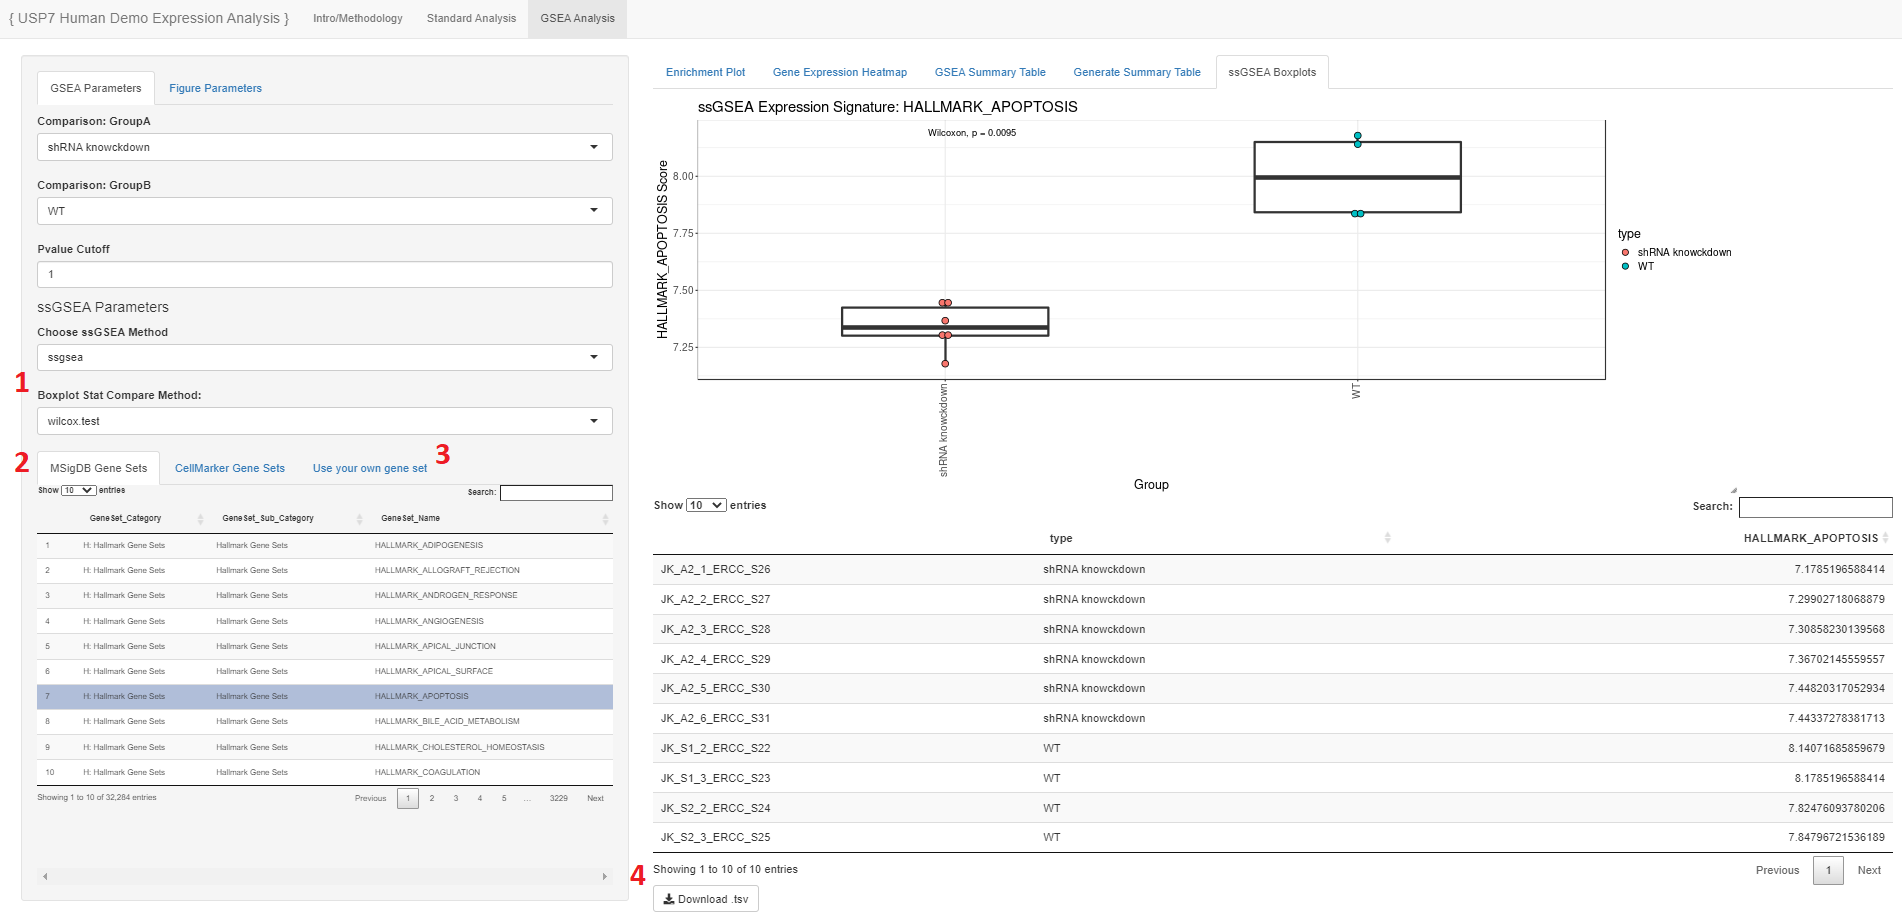 { USP7 Human Demo Expression Analysis } Intro/Methodology Standard Analysis GSEA Analysis
GSEA Parameters Figure Parameters
Comparison: GroupA
shRNA knowckdown
Comparison: GroupB
WT
Pvalue Cutoff
1
ssGSEA Parameters
Choose ssGSEA Method
ssgsea
1
Boxplot Stat Compare Method:
wilcox.test
2 MSigDB Gene Sets CellMarker Gene Sets Use your own gene set 3
Show 10 entries Search:
GeneSet_Category GeneSet_Sub_Category GeneSet_Name
1 H: Hallmark Gene Sets Hallmark Gene Sets HALLMARK_ADIPOGENESIS
2 H: Hallmark Gene Sets Hallmark Gene Sets HALLMARK_ALLOGRAFT_REJECTION
3 H: Hallmark Gene Sets Hallmark Gene Sets HALLMARK_ANDROGEN_RESPONSE
4 H: Hallmark Gene Sets Hallmark Gene Sets HALLMARK_ANGIOGENESIS
5 H: Hallmark Gene Sets Hallmark Gene Sets HALLMARK_APICAL_JUNCTION
6 H: Hallmark Gene Sets Hallmark Gene Sets HALLMARK_APICAL_SURFACE
7 H: Hallmark Gene Sets Hallmark Gene Sets HALLMARK_APOPTOSIS
8 H: Hallmark Gene Sets Hallmark Gene Sets HALLMARK_BILE_ACID_METABOLISM
9 H: Hallmark Gene Sets Hallmark Gene Sets HALLMARK_CHOLESTEROL_HOMEOSTASIS
10 H: Hallmark Gene Sets Hallmark Gene Sets HALLMARK_COAGULATION
Showing 1 to 10 of 32,284 entries Previous 1 2 3 4 5 … 3229 Next
Enrichment Plot Gene Expression Heatmap GSEA Summary Table Generate Summary Table ssGSEA Boxplots
ssGSEA Expression Signature: HALLMARK_APOPTOSIS
Wilcoxon, p = 0.0095
HALLMARK_APOPTOSIS Score
8.00
7.75
7.50
7.25
type
shRNA knowckdown
WT
shRNA knowckdown
WT
Group
Show 10 entries Search:
type HALLMARK_APOPTOSIS
JK_A2_1_ERCC_S26 shRNA knowckdown 7.1785196588414
JK_A2_2_ERCC_S27 shRNA knowckdown 7.29902718068879
JK_A2_3_ERCC_S28 shRNA knowckdown 7.30858230139568
JK_A2_4_ERCC_S29 shRNA knowckdown 7.36702145559557
JK_A2_5_ERCC_S30 shRNA knowckdown 7.44820317052934
JK_A2_6_ERCC_S31 shRNA knowckdown 7.44337278381713
JK_S1_2_ERCC_S22 WT 8.14071685859679
JK_S1_3_ERCC_S23 WT 8.1785196588414
JK_S2_2_ERCC_S24 WT 7.82476093780206
JK_S2_3_ERCC_S25 WT 7.84796721536189
4 Showing 1 to 10 of 10 entries Previous 1 Next
Download .tsv